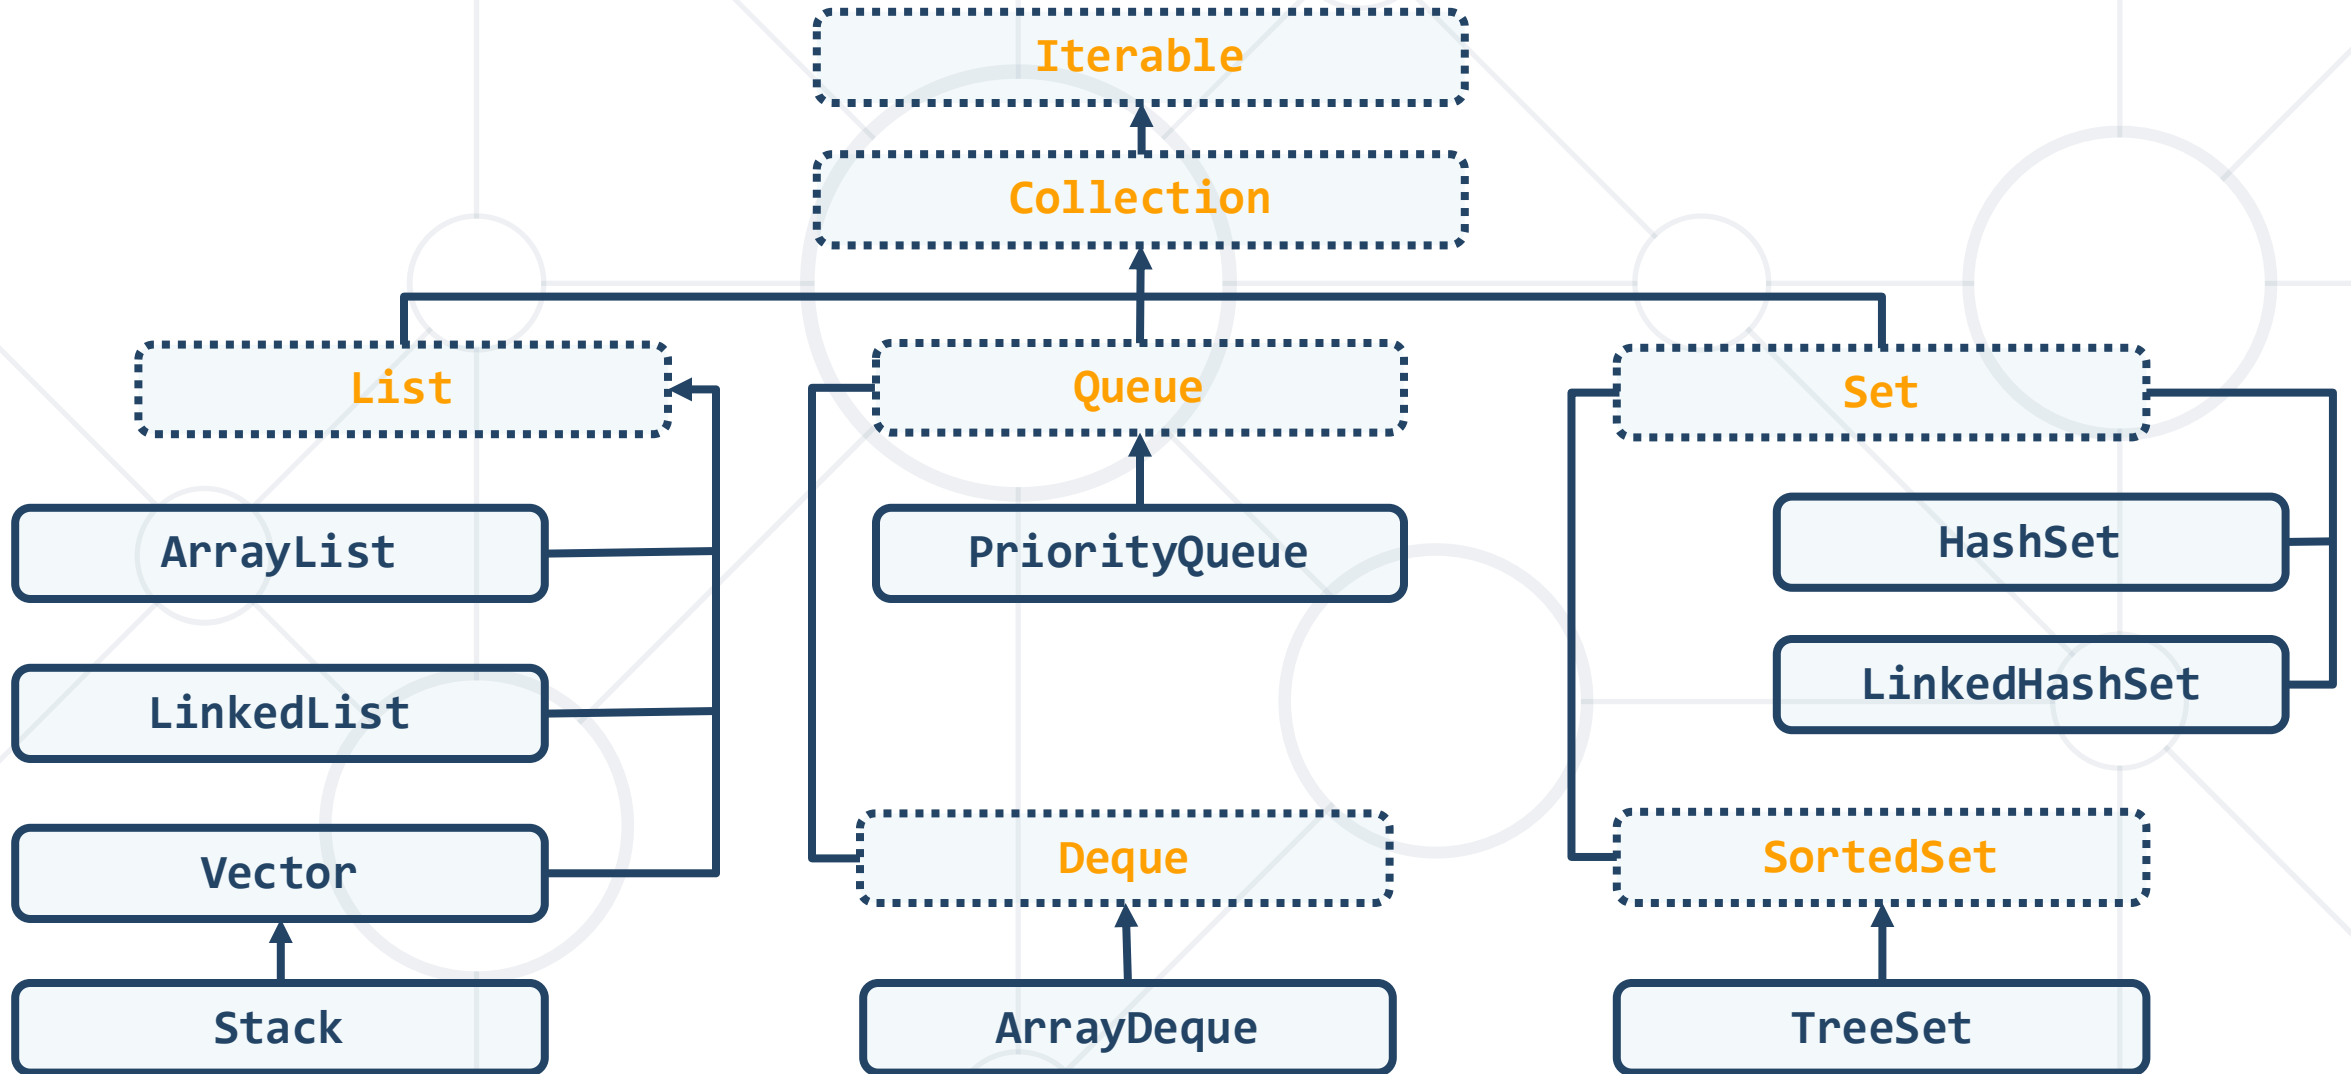 Iterable
Collection
List
Queue
Set
ArrayList
PriorityQueue
HashSet
LinkedList
LinkedHashSet
Vector
Deque
SortedSet
Stack
ArrayDeque
TreeSet